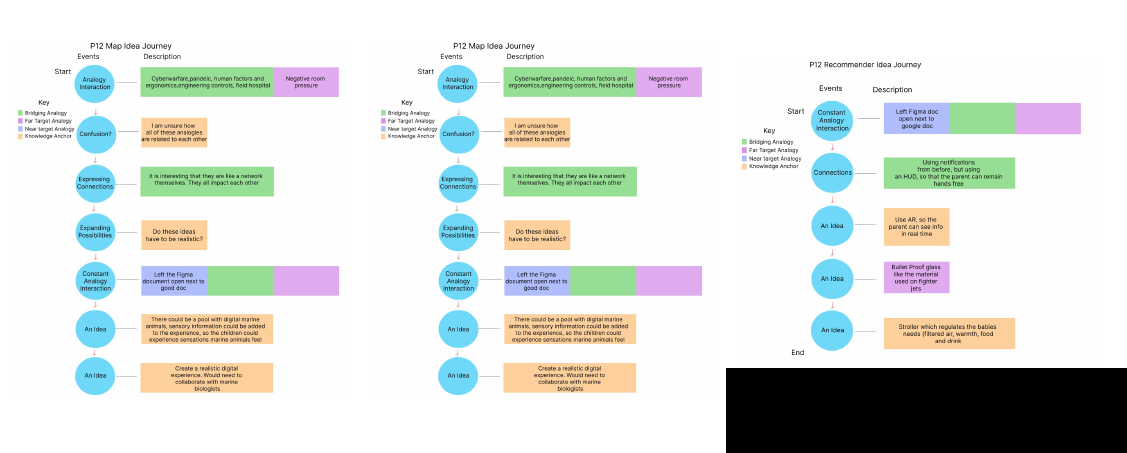 P12 Map Idea Journey
Events
Description
Start
Analogy
Interaction
Cyberwarfare,pandeic, human factors and
ergonomics,engineering controls, field hospital
Negative room
pressure
Key
Bridging Analogy
Far Target Analogy
Near target Analogy
Knowledge Anchor
Confusion?
I am unsure how
all of these analogies
are related to each other
Expressing
Connections
It is interesting that they are like a network
themselves. They all impact each other
Expanding
Possibilities
Do these ideas
have to be realistic?
Constant
Analogy
Interaction
Left the Figma
document open next to
good doc
An Idea
There could be a pool with digital marine
animals, sensory information could be added
to the experience, so the children could
experience sensations marine animals feel
An Idea
Create a realistic digital
experience. Would need to
collaborate with marine
biologists
P12 Map Idea Journey
Events
Description
Start
Analogy
Interaction
Cyberwarfare,pandeic, human factors and
ergonomics,engineering controls, field hospital
Negative room
pressure
Key
Bridging Analogy
Far Target Analogy
Near target Analogy
Knowledge Anchor
Confusion?
I am unsure how
all of these analogies
are related to each other
Expressing
Connections
It is interesting that they are like a network
themselves. They all impact each other
Expanding
Possibilities
Do these ideas
have to be realistic?
Constant
Analogy
Interaction
Left the Figma
document open next to
good doc
An Idea
There could be a pool with digital marine
animals, sensory information could be added
to the experience, so the children could
experience sensations marine animals feel
An Idea
Create a realistic digital
experience. Would need to
collaborate with marine
biologists
P12 Recommender Idea Journey
Events
Description
Start
Constant
Analogy
Interaction
Left Figma doc
open next to
google doc
Key
Bridging Analogy
Far Target Analogy
Near target Analogy
Knowledge Anchor
Connections
Using notifications
from before, but using
an HUD, so that the parent can remain
hands free
An Idea
Use AR, so the
parent can see info
in real time
An Idea
Bullet Proof glass
like the material
used on fighter
jets
An Idea
Stroller which regulates the babies
needs (filtered air, warmth, food
and drink
End